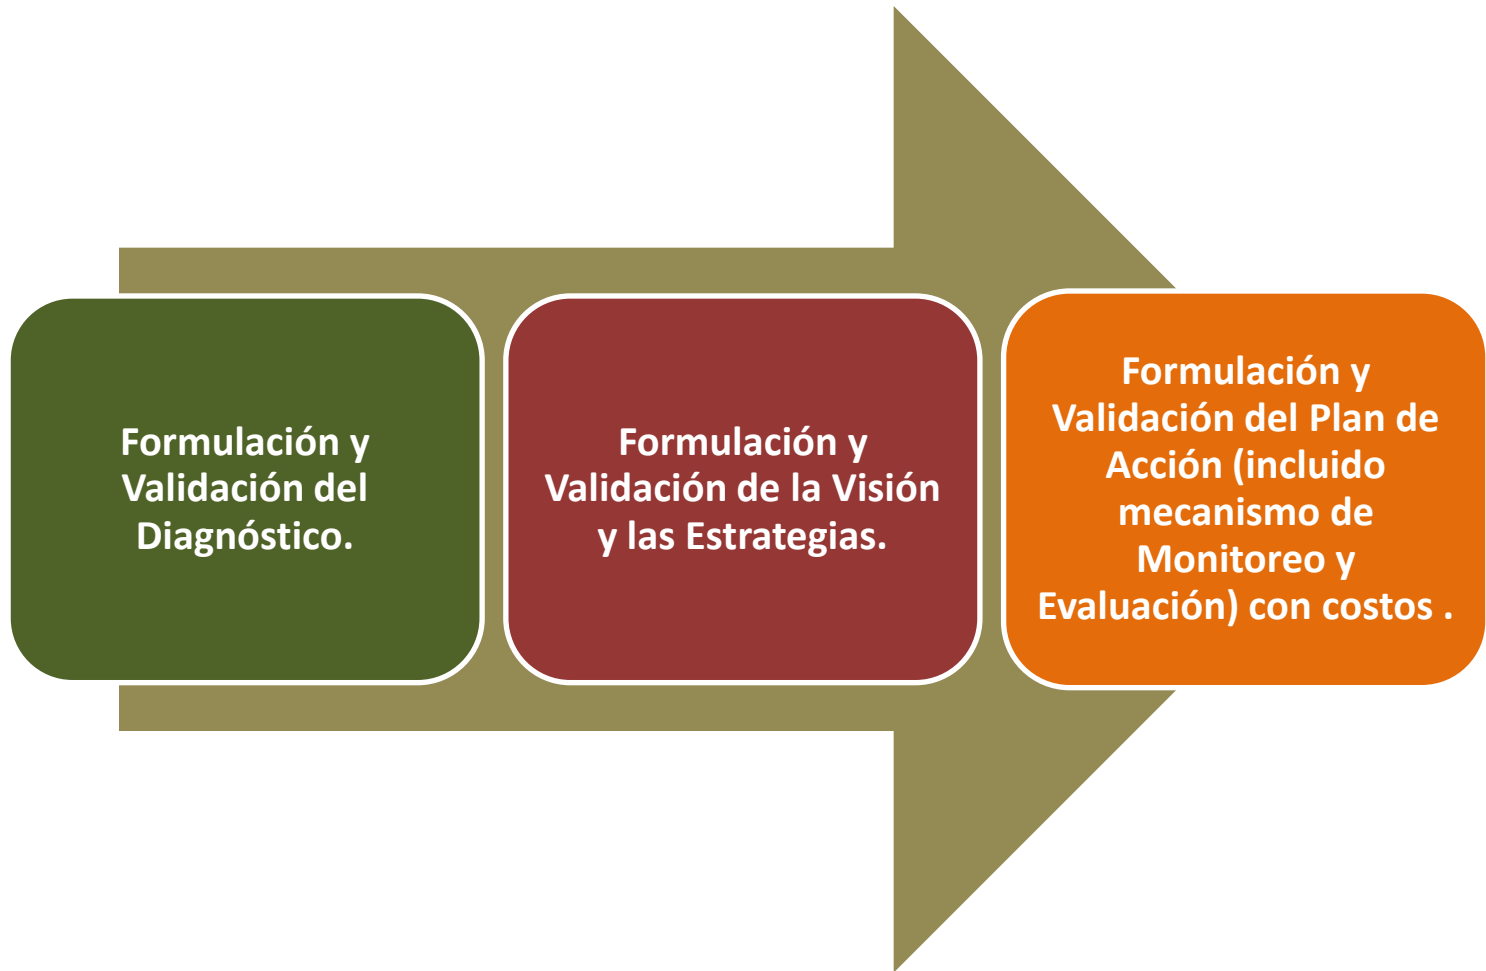 Formulación y
Validación del
Diagnóstico.
Formulación y
Validación de la Visión
y las Estrategias.
Formulación y
Validación del Plan de
Acción (incluido
mecanismo de
Monitoreo y
Evaluación) con costos .